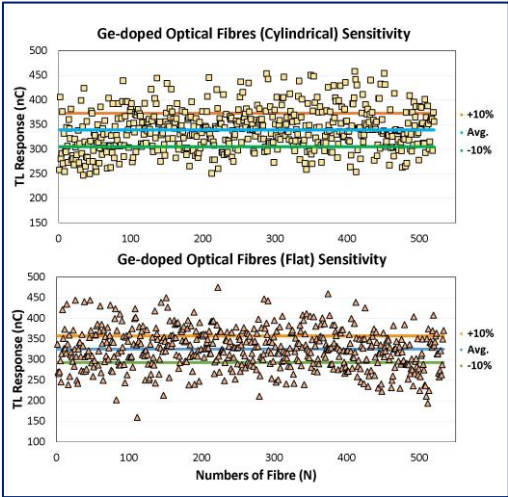 Ge-doped Optical Fibres (Cylindrical) Sensitivity
500
450
400
350
300
250
200
150
TL Response (nC)
+10%
Avg.
-10%
0 100 200 300 400 500
Ge-doped Optical Fibres (Flat) Sensitivity
500
450
400
350
300
250
200
150
100
TL Response (nC)
+10%
Avg.
-10%
0 100 200 300 400 500
Numbers of Fibre (N)